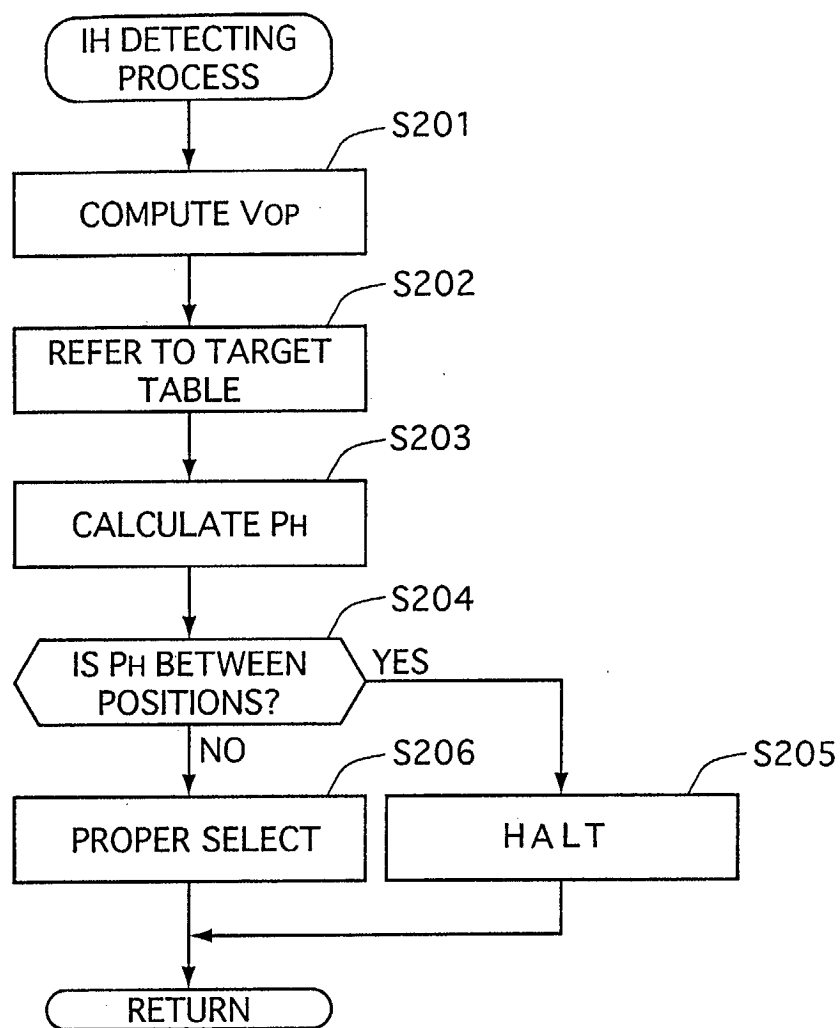 IH DETECTING
PROCESS
S201
COMPUTE VOP
S202
REFER TO TARGET
TABLE
S203
CALCULATE PH
S204
IS PH BETWEEN
POSITIONS?
YES
NO
S206
S205
PROPER SELECT
HALT
RETURN